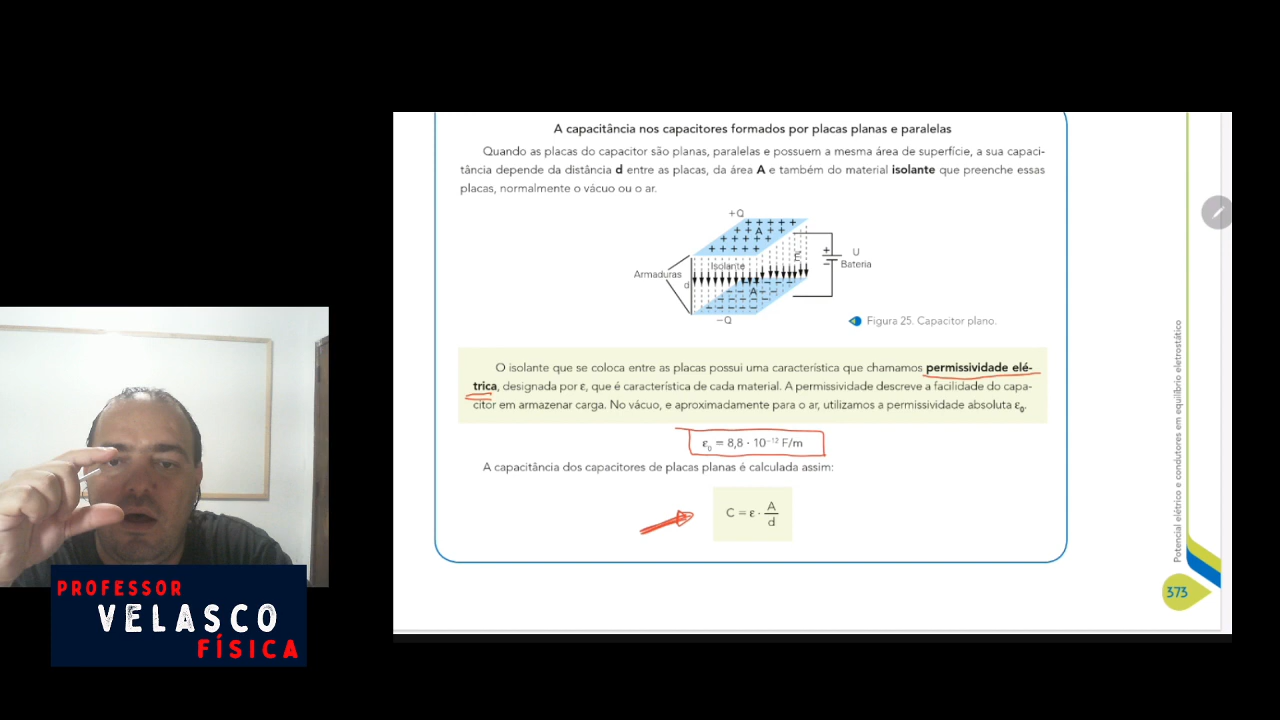 A capacitância nos capacitores formados por placas planas e paralelas
Quando as placas do capacitor são planas, paralelas e possuem a mesma área de superfície, a sua capaci-
tância depende da distância d entre as placas, da área A e também do material isolante que preenche essas
placas, normalmente o vácuo ou o ar.
+Q
A
Isolante
E
U
Bateria
Armaduras
d
A
−Q
Figura 25. Capacitor plano.
O isolante que se coloca entre as placas possui uma característica que chamamos permissividade elé-
trica, designada por ε, que é característica de cada material. A permissividade descreve a facilidade do capa-
citor em armazenar carga. No vácuo, e aproximadamente para o ar, utilizamos a permissividade absoluta ε₀.
ε₀ = 8,8 · 10⁻¹² F/m
A capacitância dos capacitores de placas planas é calculada assim:
C = ε · A/d
Potencial elétrico e condutores em equilíbrio eletrostático
373
PROFESSOR
VELASCO
FÍSICA